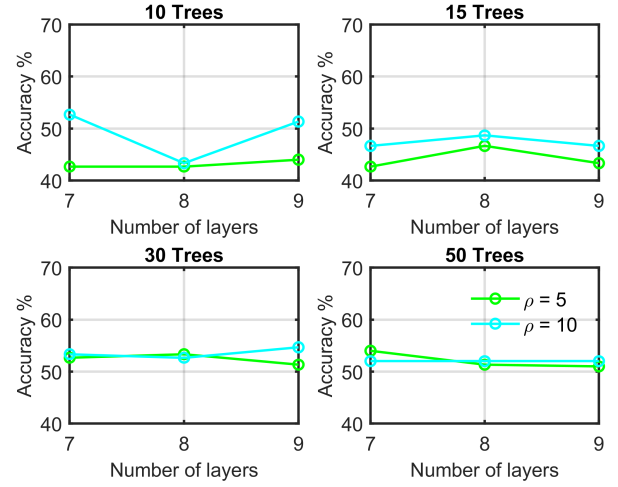 10 Trees
Accuracy %
70
60
50
40
7 8 9
Number of layers
15 Trees
Accuracy %
70
60
50
40
7 8 9
Number of layers
30 Trees
Accuracy %
70
60
50
40
7 8 9
Number of layers
50 Trees
Accuracy %
70
60
50
40
ρ = 5
ρ = 10
7 8 9
Number of layers